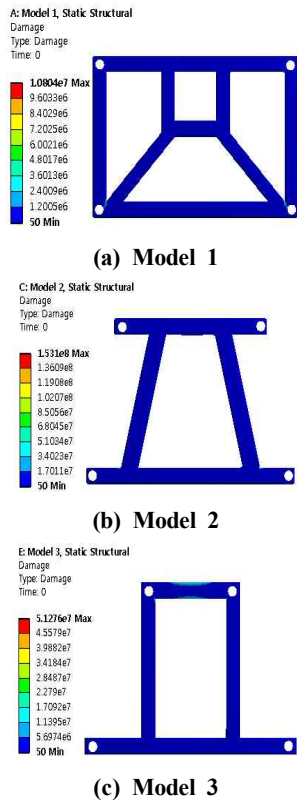 A: Model 1, Static Structural
Damage
Type: Damage
Time: 0
1.0804e7 Max
9.6033e6
8.4029e6
7.2025e6
6.0021e6
4.8017e6
3.6013e6
2.4009e6
1.2005e6
50 Min
(a) Model 1
C: Model 2, Static Structural
Damage
Type: Damage
Time: 0
1.531e8 Max
1.3609e8
1.1908e8
1.0207e8
8.5056e7
6.8045e7
5.1034e7
3.4023e7
1.7011e7
50 Min
(b) Model 2
E: Model 3, Static Structural
Damage
Type: Damage
Time: 0
5.1276e7 Max
4.5579e7
3.9882e7
3.4184e7
2.8487e7
2.279e7
1.7092e7
1.1395e7
5.6974e6
50 Min
(c) Model 3